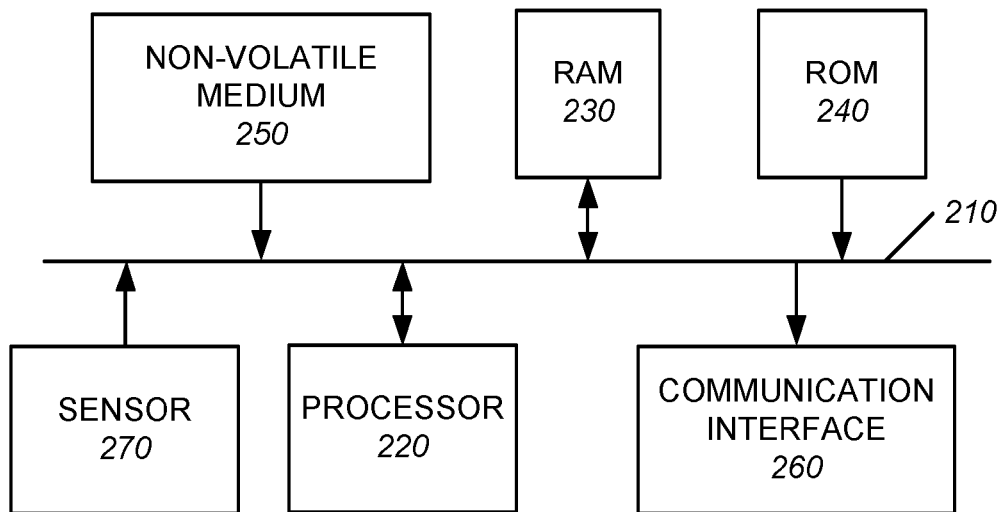 NON-VOLATILE
MEDIUM
250
RAM
230
ROM
240
210
SENSOR
270
PROCESSOR
220
COMMUNICATION
INTERFACE
260